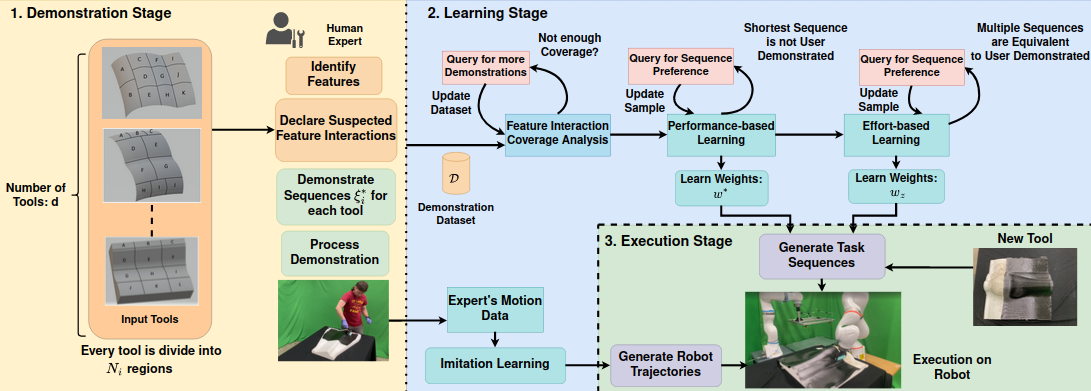 1. Demonstration Stage
Number of
Tools: d
A C F I
D G J
B E H K
A B C
D E
F G
H I J
Input Tools
Every tool is divide into
N_i regions
Human
Expert
Identify
Features
Declare Suspected
Feature Interactions
Demonstrate
Sequences ξ_i^* for
each tool
Process
Demonstration
2. Learning Stage
Query for more
Demonstrations
Not enough
Coverage?
Update
Dataset
Feature Interaction
Coverage Analysis
D
Demonstration
Dataset
Query for Sequence
Preference
Shortest Sequence
is not User
Demonstrated
Update
Sample
Performance-based
Learning
Learn Weights:
w^*
Query for Sequence
Preference
Multiple Sequences
are Equivalent
to User Demonstrated
Update
Sample
Effort-based
Learning
Learn Weights:
w_z
Expert's Motion
Data
Imitation Learning
3. Execution Stage
Generate Task
Sequences
New Tool
Generate Robot
Trajectories
Execution on
Robot